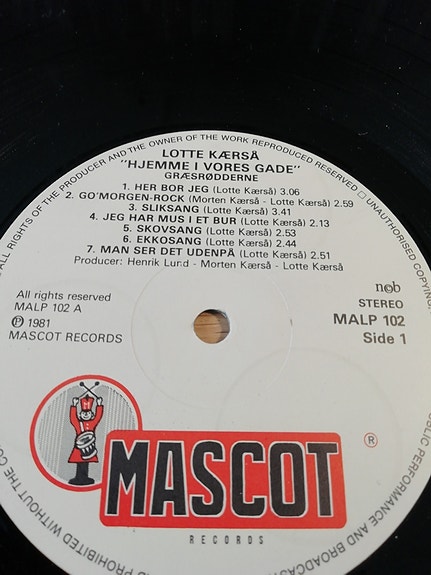 ALL RIGHTS OF THE PRODUCER AND THE OWNER OF THE WORK REPRODUCED RESERVED □ UNAUTHORISED COPYING,
PUBLIC PERFORMANCE AND BROADCAS
PROHIBITED WITHOUT THE CO
LOTTE KÆRSÅ
"HJEMME I VORES GADE"
GRÆSRØDDERNE
1. HER BOR JEG (Lotte Kærså) 3.06
2. GO'MORGEN-ROCK (Morten Kærså - Lotte Kærså) 2.59
3. SLIKSANG (Lotte Kærså) 3.41
4. JEG HAR MUS I ET BUR (Lotte Kærså) 2.13
5. SKOVSANG (Lotte Kærså) 2.53
6. EKKOSANG (Lotte Kærså) 2.44
7. MAN SER DET UDENPÅ (Lotte Kærså) 2.51
Producer: Henrik Lund - Morten Kærså - Lotte Kærså
All rights reserved
MALP 102 A
℗ 1981
MASCOT RECORDS
ncb
STEREO
MALP 102
Side 1
MASCOT ®
RECORDS